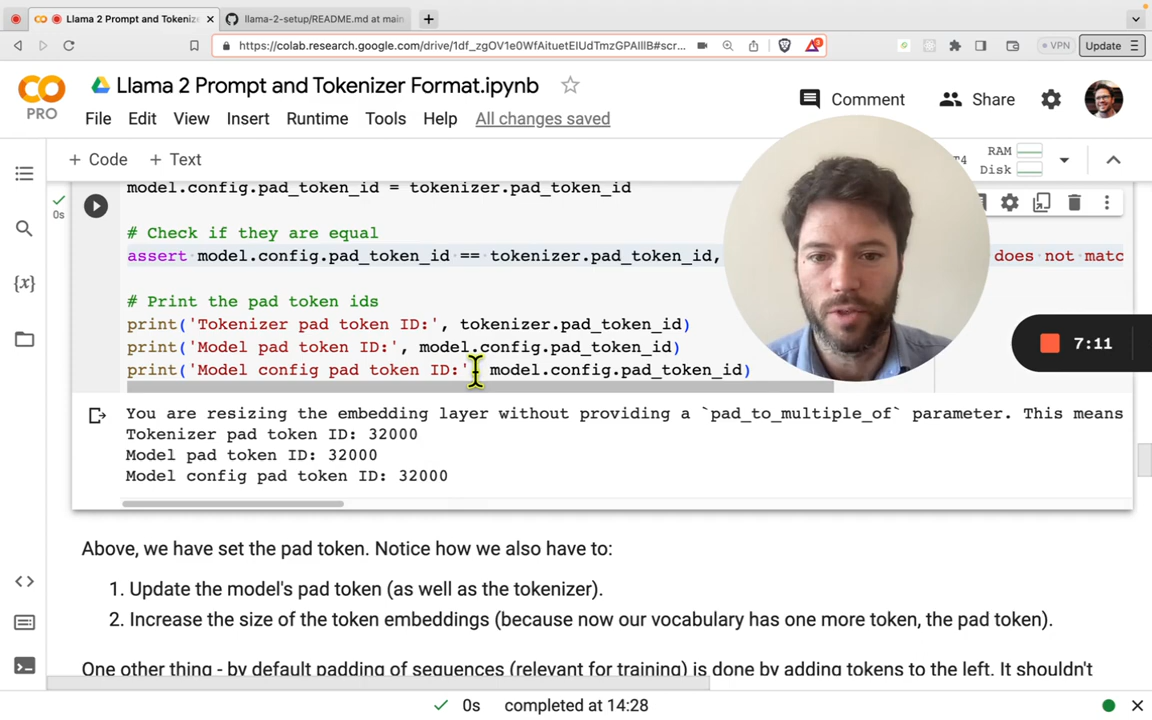 Llama 2 Prompt and Tokenize
llama-2-setup/README.md at main
https://colab.research.google.com/drive/1df_zgOV1e0WfAituetEIUdTmzGPAIIlB#scr...
VPN
Update
PRO
Llama 2 Prompt and Tokenizer Format.ipynb
Comment
Share
File Edit View Insert Runtime Tools Help All changes saved
+ Code + Text
T4
RAM
Disk
0s
model.config.pad_token_id = tokenizer.pad_token_id
# Check if they are equal
assert model.config.pad_token_id == tokenizer.pad_token_id, does not matc
# Print the pad token ids
print('Tokenizer pad token ID:', tokenizer.pad_token_id)
print('Model pad token ID:', model.config.pad_token_id)
print('Model config pad token ID:', model.config.pad_token_id)
7:11
You are resizing the embedding layer without providing a `pad_to_multiple_of` parameter. This means
Tokenizer pad token ID: 32000
Model pad token ID: 32000
Model config pad token ID: 32000
Above, we have set the pad token. Notice how we also have to:
1. Update the model's pad token (as well as the tokenizer).
2. Increase the size of the token embeddings (because now our vocabulary has one more token, the pad token).
One other thing - by default padding of sequences (relevant for training) is done by adding tokens to the left. It shouldn't
0s completed at 14:28